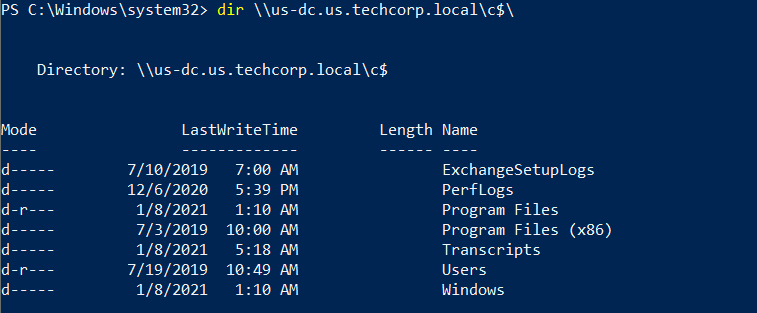 PS C:\Windows\system32> dir \\us-dc.us.techcorp.local\c$\
Directory: \\us-dc.us.techcorp.local\c$
Mode                LastWriteTime         Length Name
----                -------------         ------ ----
d-----        7/10/2019   7:00 AM                ExchangeSetupLogs
d-----        12/6/2020   5:39 PM                PerfLogs
d-r---         1/8/2021   1:10 AM                Program Files
d-----         7/3/2019  10:00 AM                Program Files (x86)
d-----         1/8/2021   5:18 AM                Transcripts
d-r---        7/19/2019  10:49 AM                Users
d-----         1/8/2021   1:10 AM                Windows